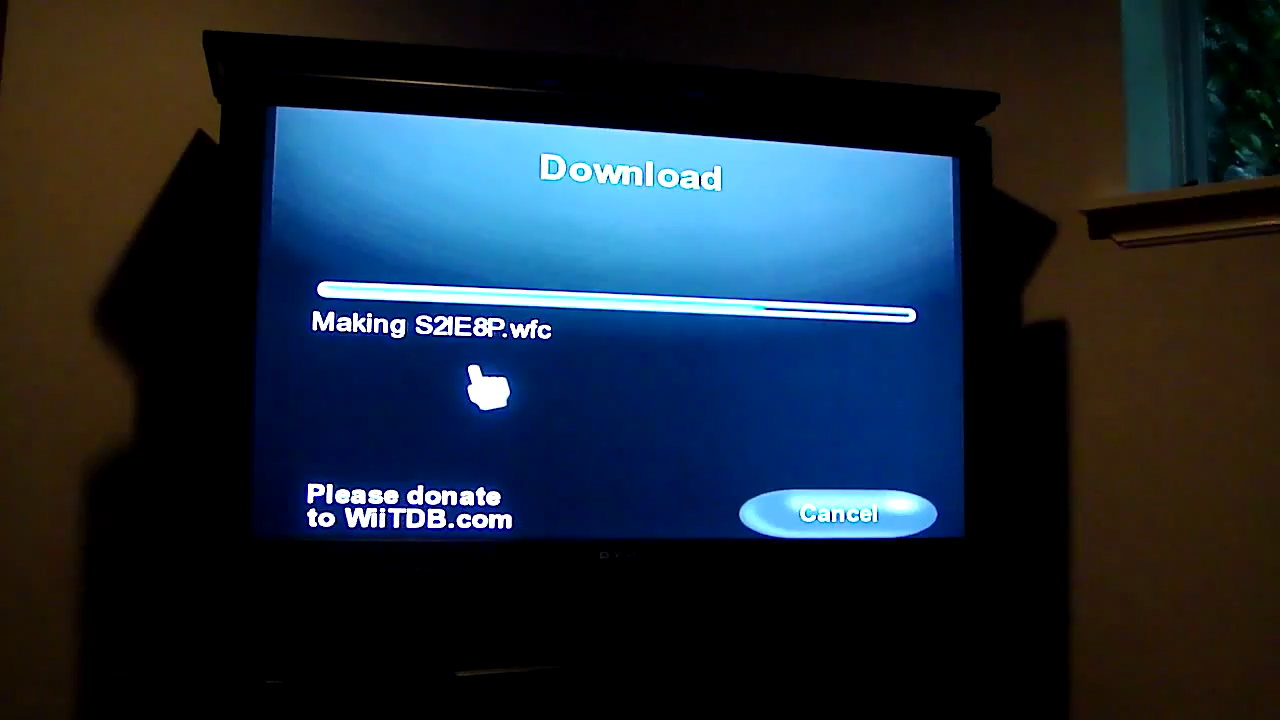 Download
Making S2IE8P.wfc
Please donate
to WiiTDB.com
Cancel